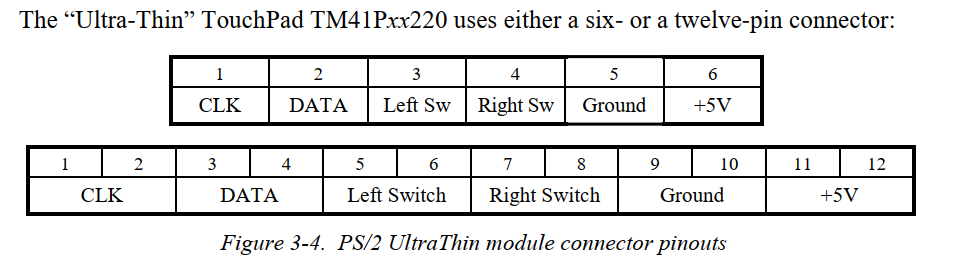 The “Ultra-Thin” TouchPad TM41Pxx220 uses either a six- or a twelve-pin connector:
1 2 3 4 5 6
CLK DATA Left Sw Right Sw Ground +5V
1 2 3 4 5 6 7 8 9 10 11 12
CLK DATA Left Switch Right Switch Ground +5V
Figure 3-4. PS/2 UltraThin module connector pinouts